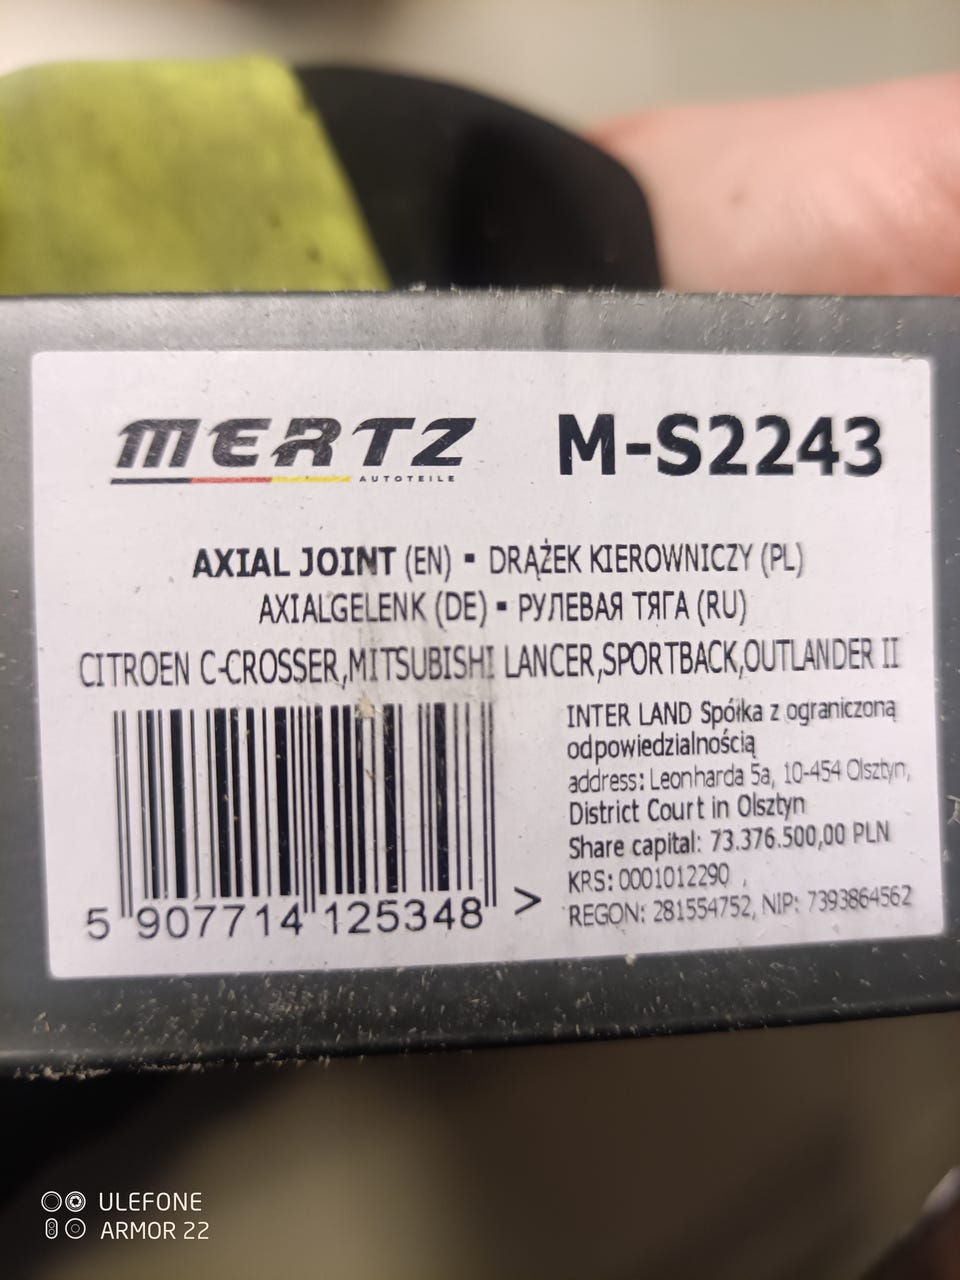 MERTZ
AUTOTEILE
M-S2243
AXIAL JOINT (EN) ▪ DRĄŻEK KIEROWNICZY (PL)
AXIALGELENK (DE) ▪ РУЛЕВАЯ ТЯГА (RU)
CITROEN C-CROSSER,MITSUBISHI LANCER,SPORTBACK,OUTLANDER II
INTER LAND Spółka z ograniczoną
odpowiedzialnością
address: Leonharda 5a, 10-454 Olsztyn,
District Court in Olsztyn
Share capital: 73.376.500,00 PLN
KRS: 0001012290 ,
REGON: 281554752, NIP: 7393864562
5 907714 125348 >
ULEFONE
ARMOR 22